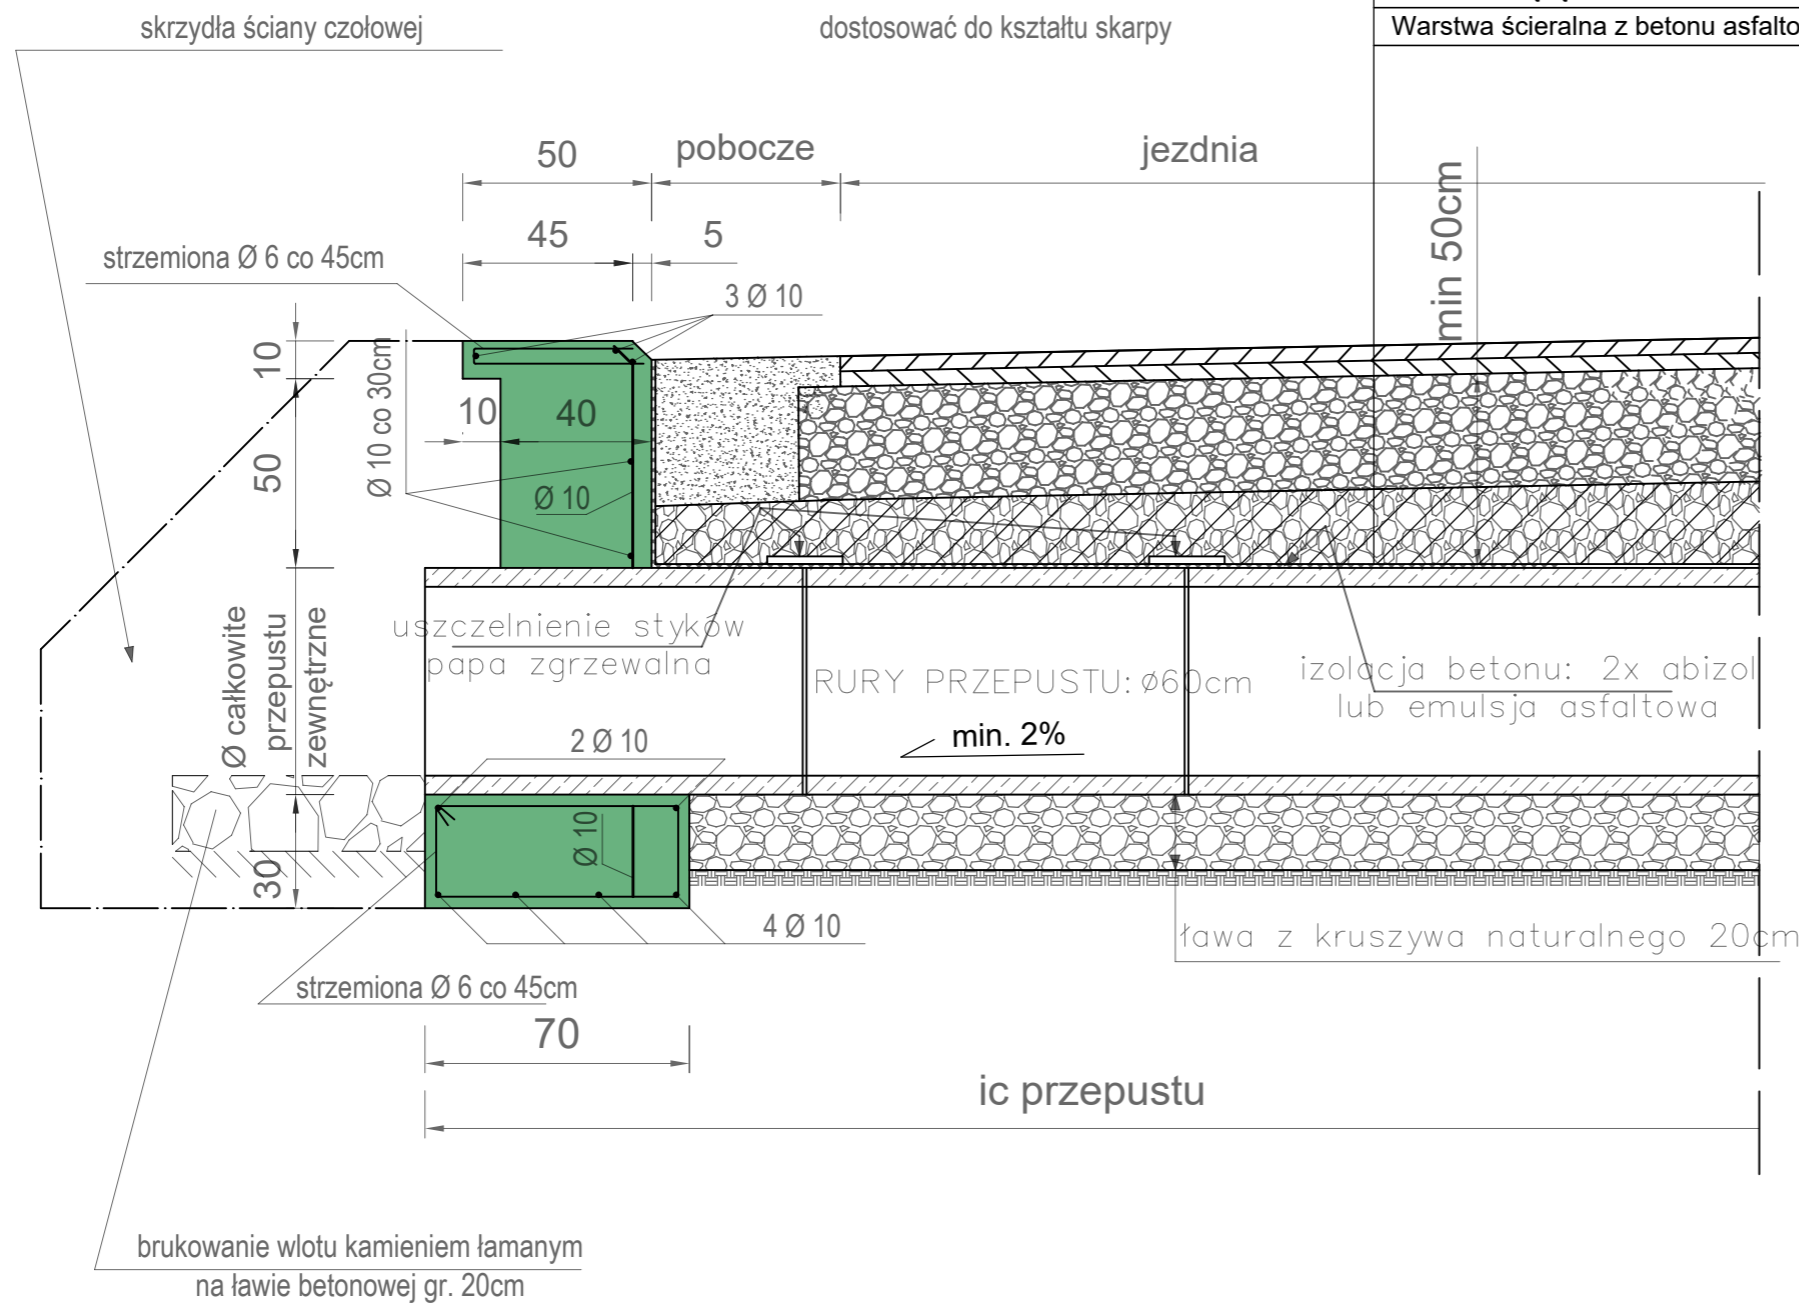 skrzydła ściany czołowej
dostosować do kształtu skarpy
Warstwa ścieralna z betonu asfalto
50
pobocze
jezdnia
min 50cm
45
5
strzemiona Ø 6 co 45cm
3 Ø 10
10
Ø 10 co 30cm
10
40
50
Ø 10
Ø całkowite
przepustu
zewnętrzne
uszczelnienie styków
papa zgrzewalna
RURY PRZEPUSTU: ø60cm
izolacja betonu: 2x abizol
lub emulsja asfaltowa
min. 2%
2 Ø 10
Ø 10
30
4 Ø 10
ława z kruszywa naturalnego 20cm
strzemiona Ø 6 co 45cm
70
ic przepustu
brukowanie wlotu kamieniem łamanym
na ławie betonowej gr. 20cm